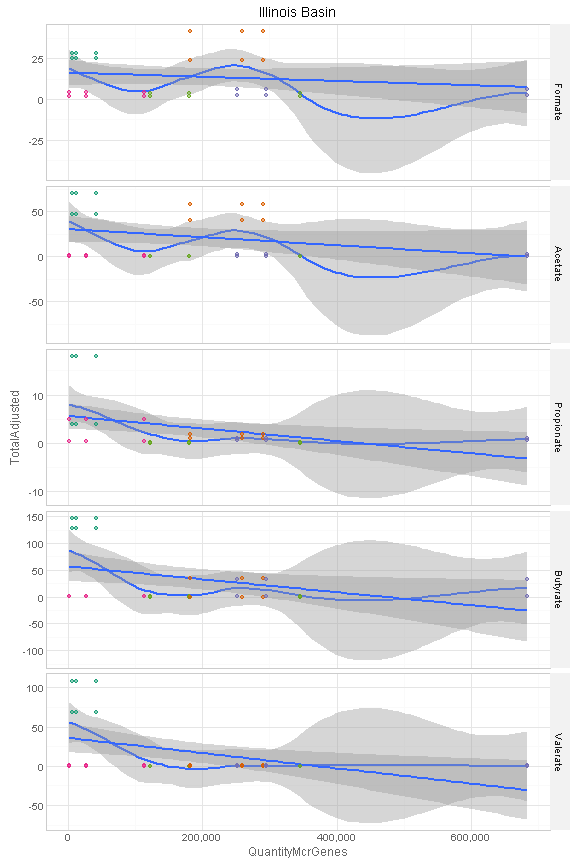 Illinois Basin
25
0
-25
Formate
50
0
-50
Acetate
10
0
-10
Propionate
150
100
50
0
-50
-100
Butyrate
100
50
0
-50
Valerate
TotalAdjusted
0
200,000
400,000
600,000
QuantityMcrGenes